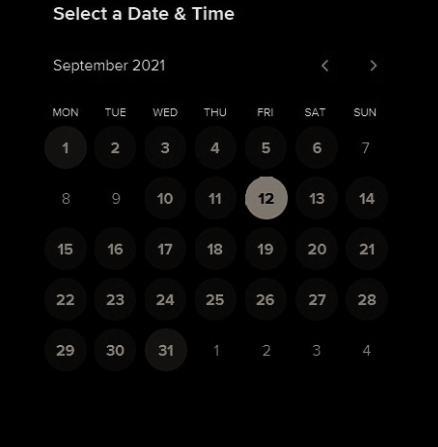 Select a Date & Time
September 2021
MON TUE WED THU FRI SAT SUN
1 2 3 4 5 6 7
8 9 10 11 12 13 14
15 16 17 18 19 20 21
22 23 24 25 26 27 28
29 30 31 1 2 3 4